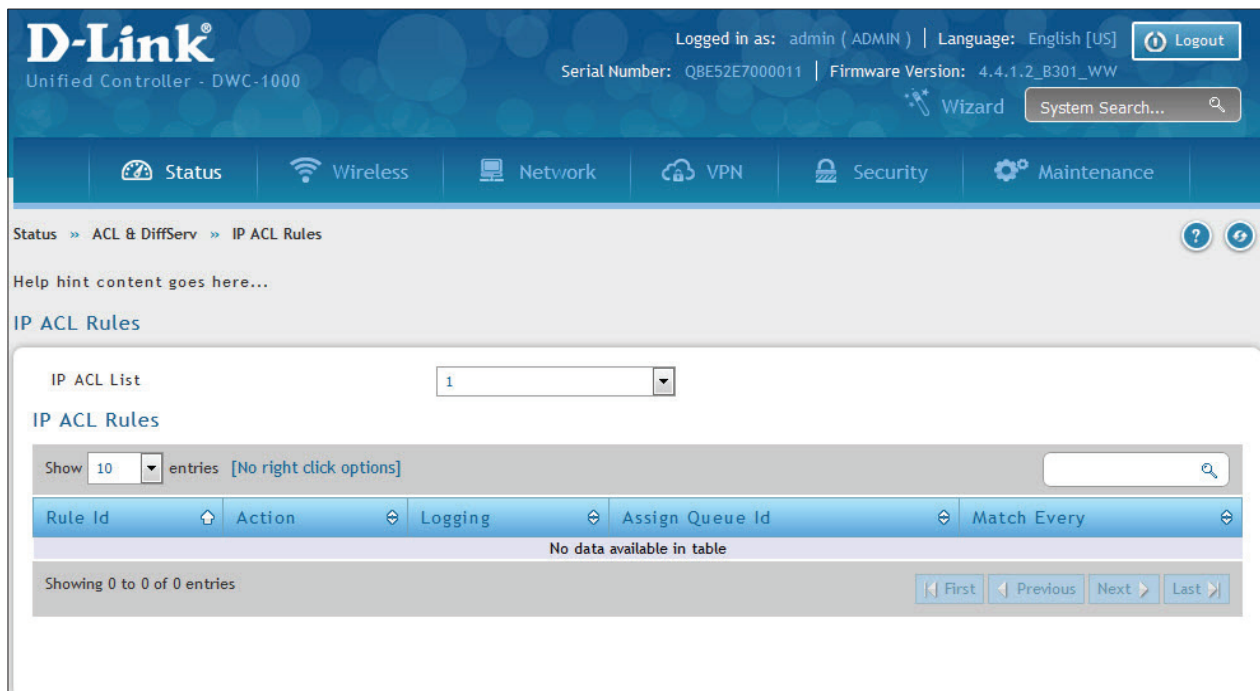 D-Link®
Unified Controller - DWC-1000
Logged in as: admin ( ADMIN ) | Language: English [US]
Logout
Serial Number: QBE52E7000011 | Firmware Version: 4.4.1.2_B301_WW
Wizard
System Search...
Status
Wireless
Network
VPN
Security
Maintenance
Status » ACL & DiffServ » IP ACL Rules
?
Help hint content goes here...
IP ACL Rules
IP ACL List
1
IP ACL Rules
Show 10 entries [No right click options]
Rule Id
Action
Logging
Assign Queue Id
Match Every
No data available in table
Showing 0 to 0 of 0 entries
First
Previous
Next
Last